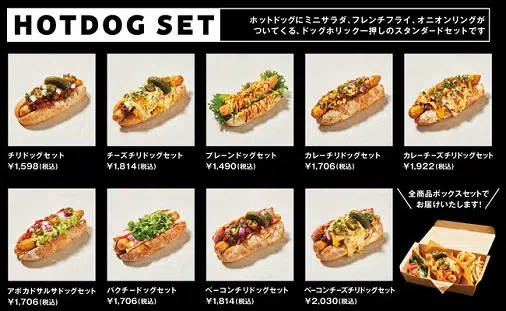 HOTDOG SET
ホットドッグにミニサラダ、フレンチフライ、オニオンリングが
ついてくる、ドッグホリック一押しのスタンダードセットです
チリドッグセット
¥1,598(税込)
チーズチリドッグセット
¥1,814(税込)
プレーンドッグセット
¥1,490(税込)
カレーチリドッグセット
¥1,706(税込)
カレーチーズチリドッグセット
¥1,922(税込)
アボカドサルサドッグセット
¥1,706(税込)
パクチードッグセット
¥1,706(税込)
ベーコンチリドッグセット
¥1,814(税込)
ベーコンチーズチリドッグセット
¥2,030(税込)
全商品ボックスセットで
お届けいたします!